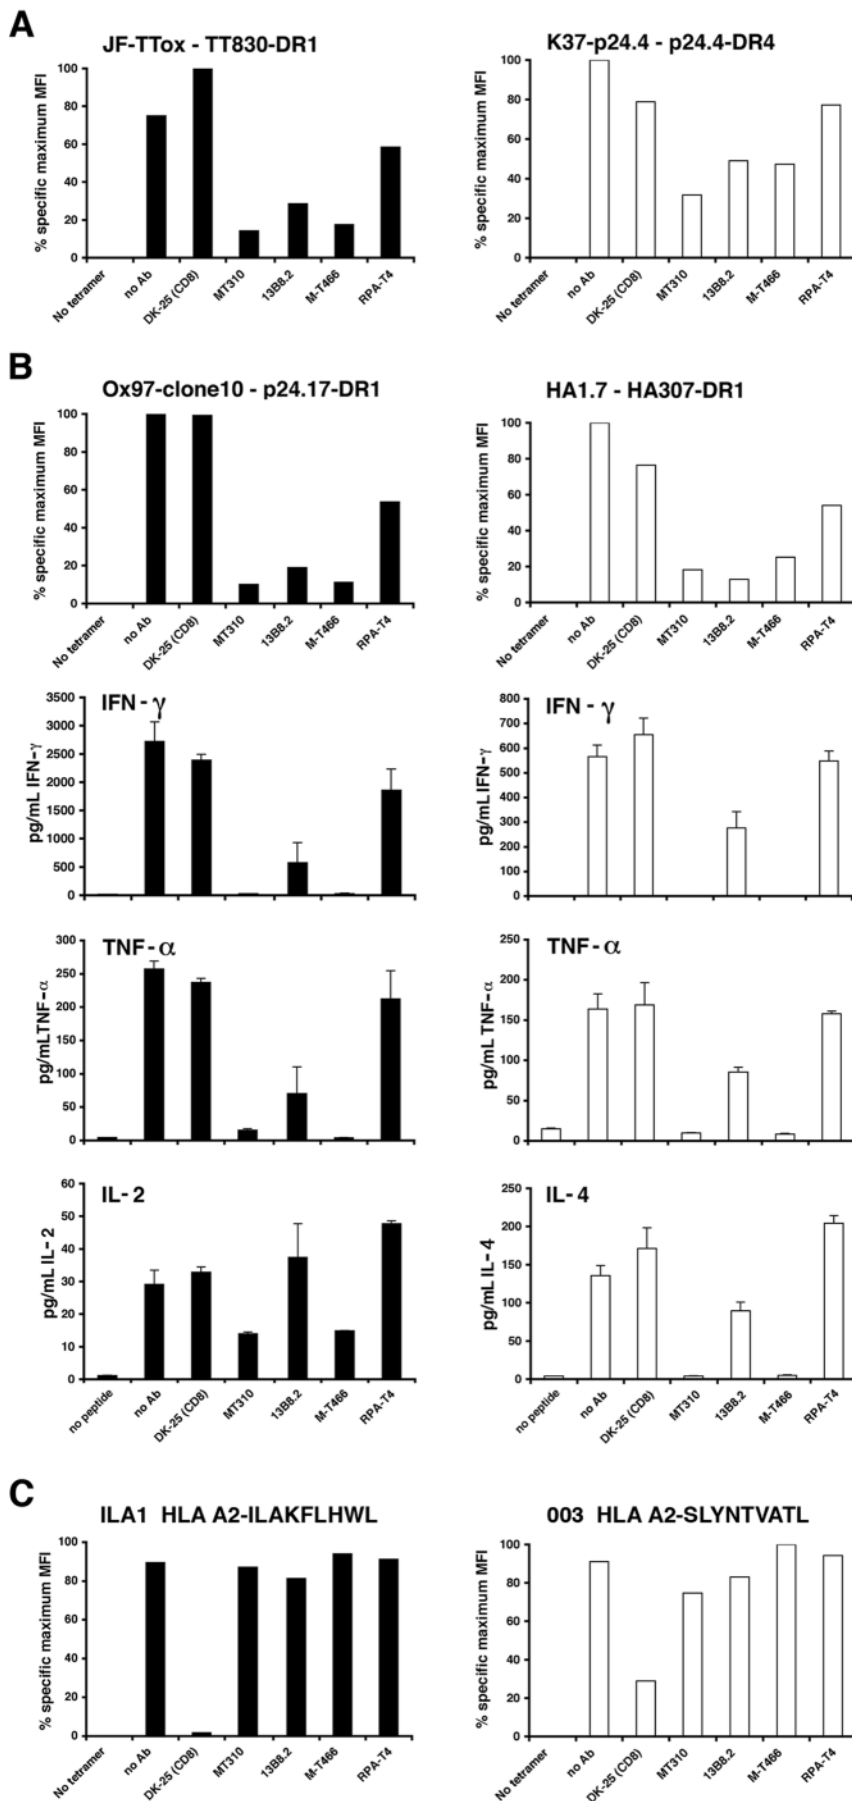 A
JF-TTox - TT830-DR1
% specific maximum MFI
100
80
60
40
20
0
No tetramer
no Ab
DK-25 (CD8)
MT310
13B8.2
M-T466
RPA-T4
K37-p24.4 - p24.4-DR4
% specific maximum MFI
100
80
60
40
20
0
No tetramer
no Ab
DK-25 (CD8)
MT310
13B8.2
M-T466
RPA-T4
B
Ox97-clone10 - p24.17-DR1
% specific maximum MFI
100
80
60
40
20
0
No tetramer
no Ab
DK-25 (CD8)
MT310
13B8.2
M-T466
RPA-T4
HA1.7 - HA307-DR1
% specific maximum MFI
100
80
60
40
20
0
No tetramer
no Ab
DK-25 (CD8)
MT310
13B8.2
M-T466
RPA-T4
IFN - γ
pg/mL IFN-γ
3500
3000
2500
2000
1500
1000
500
0
IFN - γ
pg/mL IFN-γ
800
700
600
500
400
300
200
100
0
TNF- α
pg/mLTNF-α
300
250
200
150
100
50
0
TNF- α
pg/mL TNF-α
250
200
150
100
50
0
IL- 2
pg/mL IL- 2
60
50
40
30
20
10
0
no peptide
no Ab
DK-25 (CD8)
MT310
13B8.2
M-T466
RPA-T4
IL- 4
pg/mL IL- 4
250
200
150
100
50
0
no peptide
no Ab
DK-25 (CD8)
MT310
13B8.2
M-T466
RPA-T4
C
ILA1 HLA A2-ILAKFLHWL
% specific maximum MFI
100
80
60
40
20
0
No tetramer
no Ab
DK-25 (CD8)
MT310
13B8.2
M-T466
RPA-T4
003 HLA A2-SLYNTVATL
% specific maximum MFI
100
80
60
40
20
0
No tetramer
no Ab
DK-25 (CD8)
MT310
13B8.2
M-T466
RPA-T4